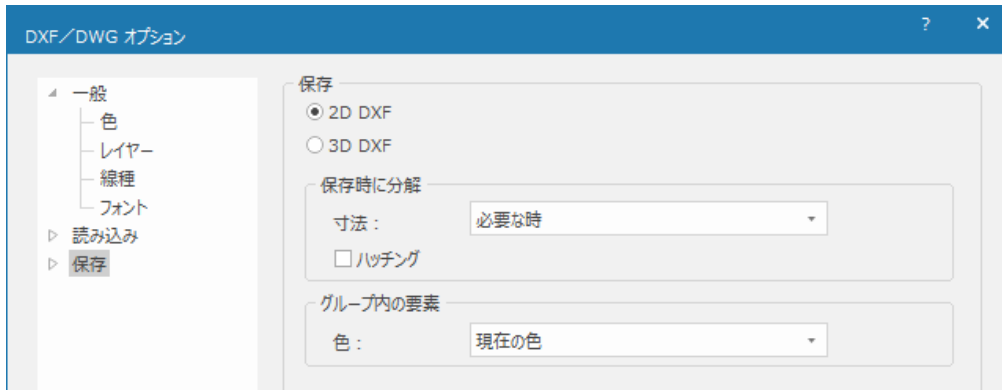 DXF／DWG オプション
?
×
一般
色
レイヤー
線種
フォント
読み込み
保存
保存
2D DXF
3D DXF
保存時に分解
寸法： 必要な時
ハッチング
グループ内の要素
色： 現在の色